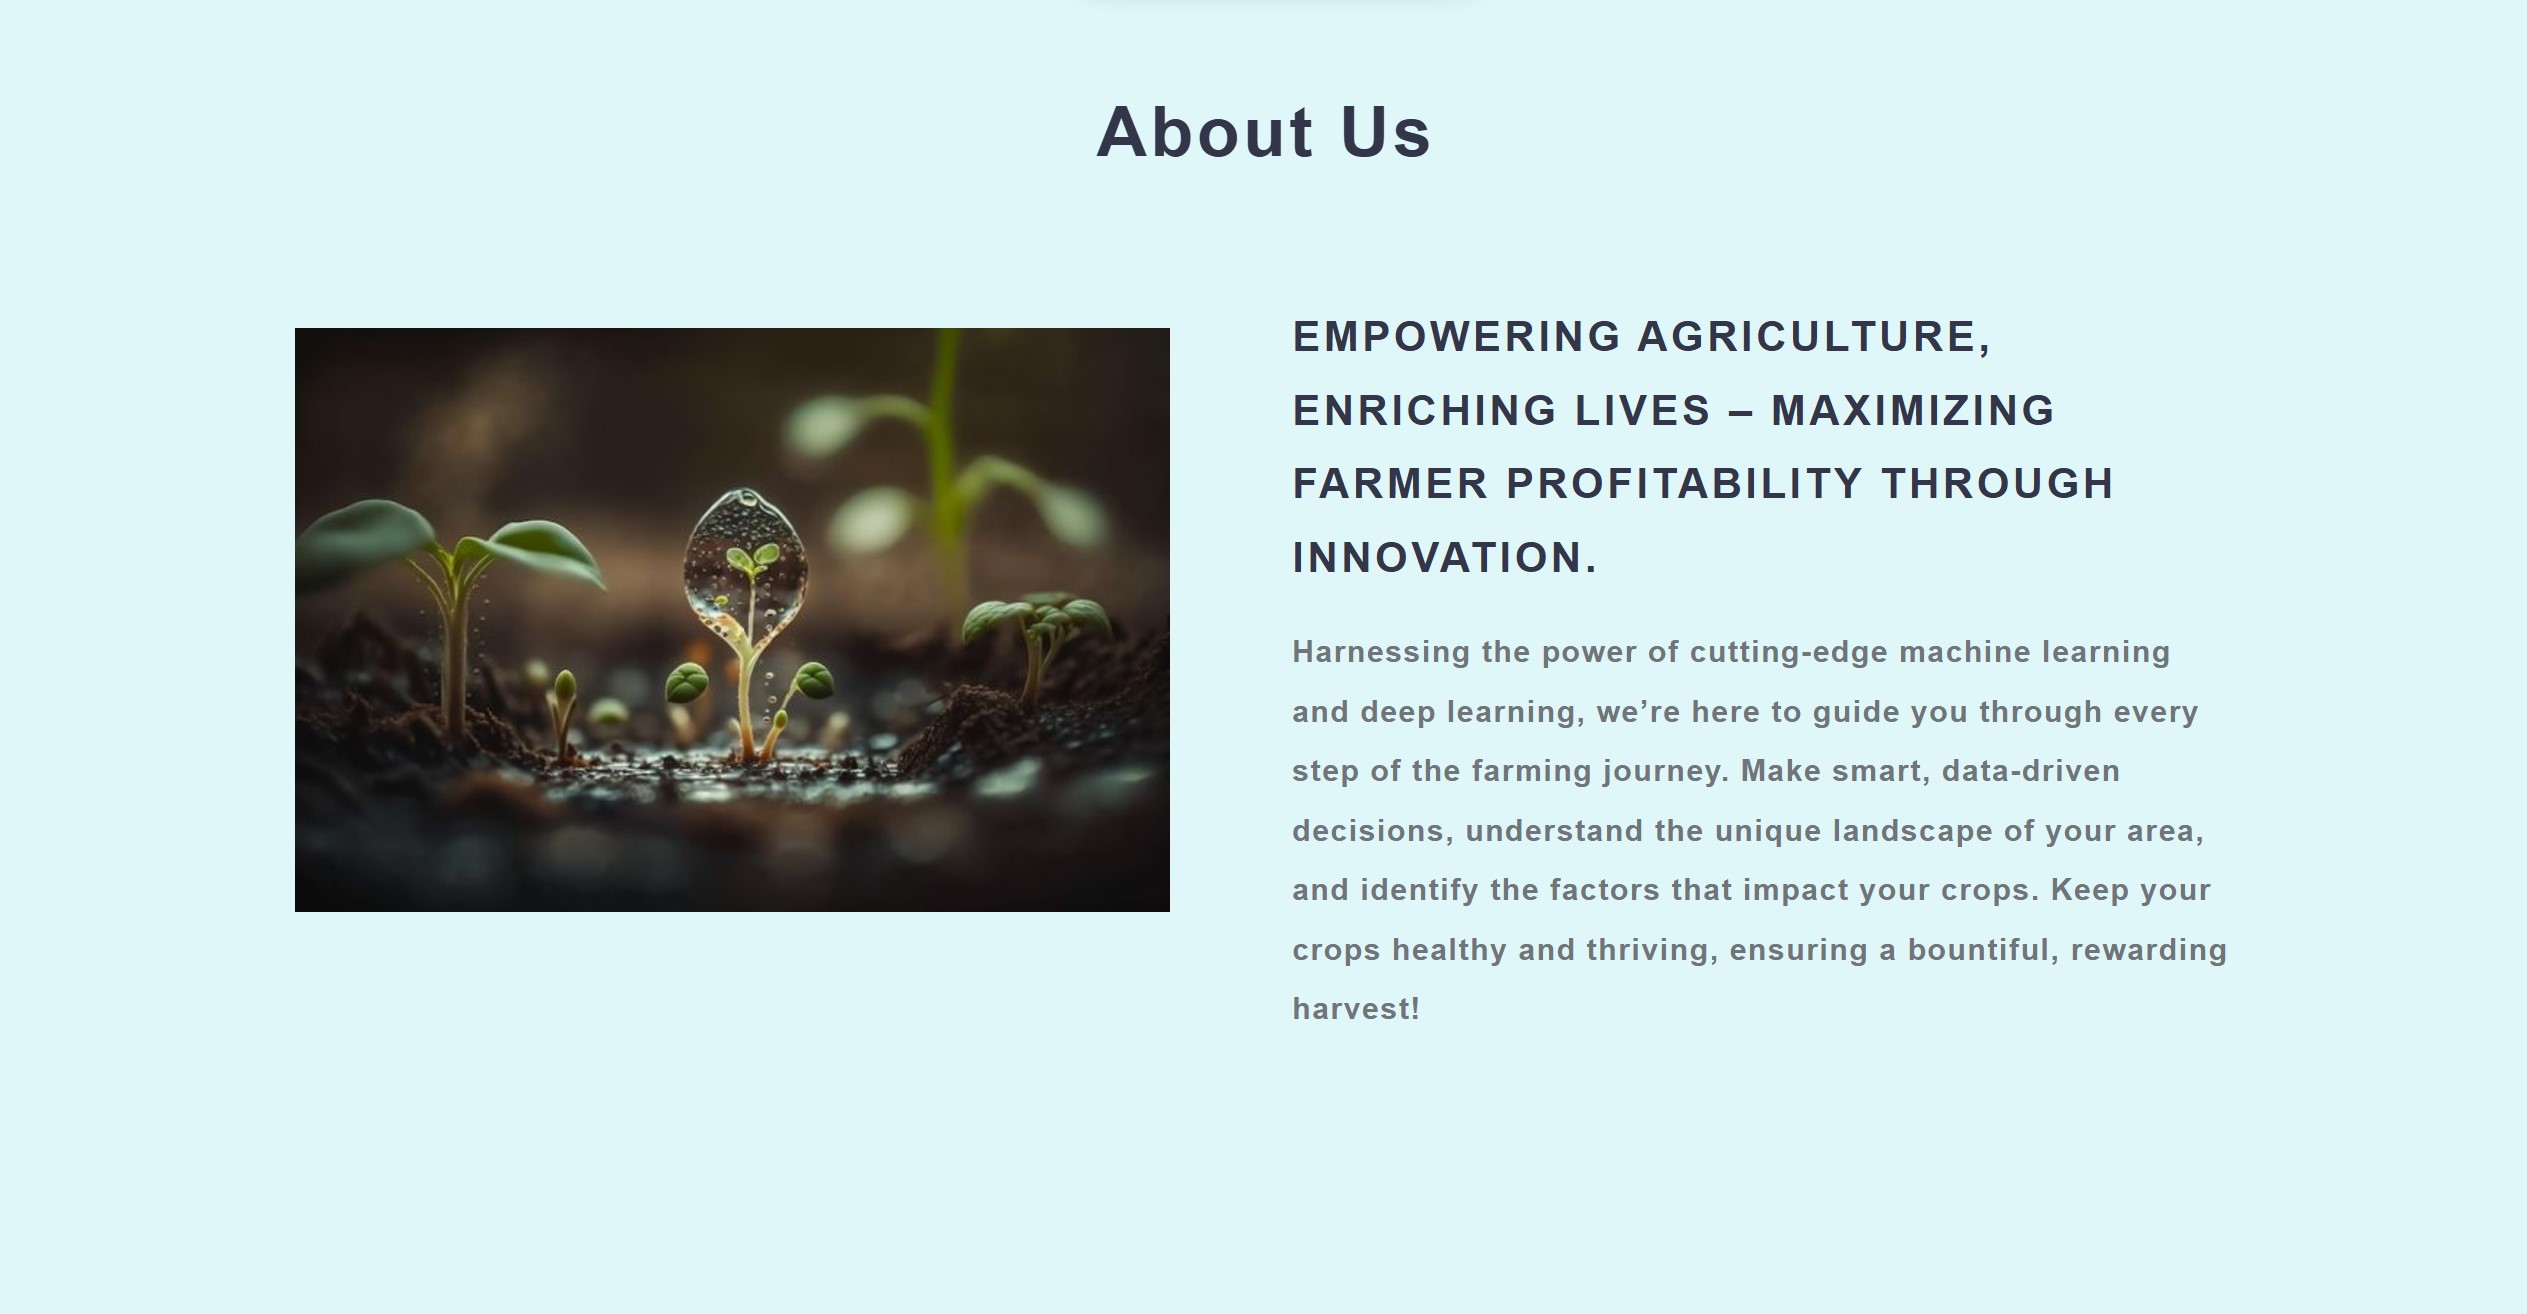 About Us
EMPOWERING AGRICULTURE,
ENRICHING LIVES – MAXIMIZING
FARMER PROFITABILITY THROUGH
INNOVATION.
Harnessing the power of cutting-edge machine learning
and deep learning, we’re here to guide you through every
step of the farming journey. Make smart, data-driven
decisions, understand the unique landscape of your area,
and identify the factors that impact your crops. Keep your
crops healthy and thriving, ensuring a bountiful, rewarding
harvest!